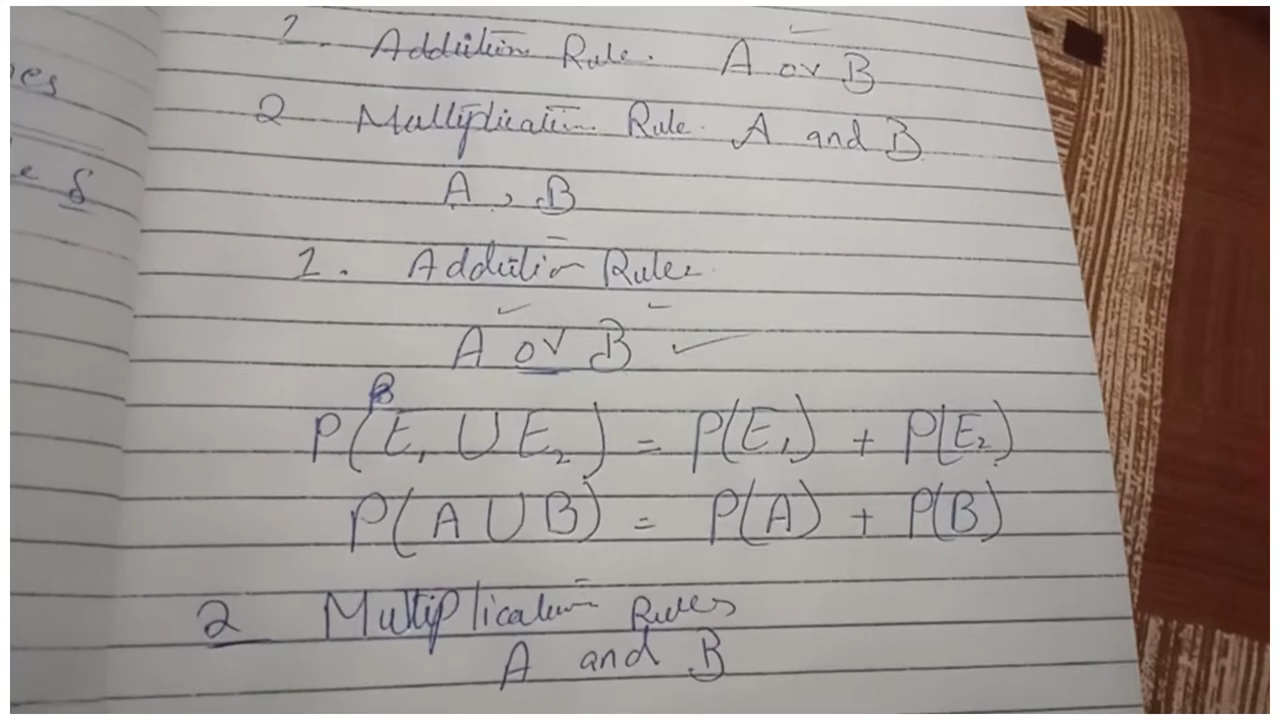 1. Addition Rule. A or B
2 Multiplication Rule. A and B
A, B
1. Addition Rules
A or B
P(E₁ ∪ E₂) = P(E₁) + P(E₂)
P(A ∪ B) = P(A) + P(B)
2 Multiplication Rules
A and B